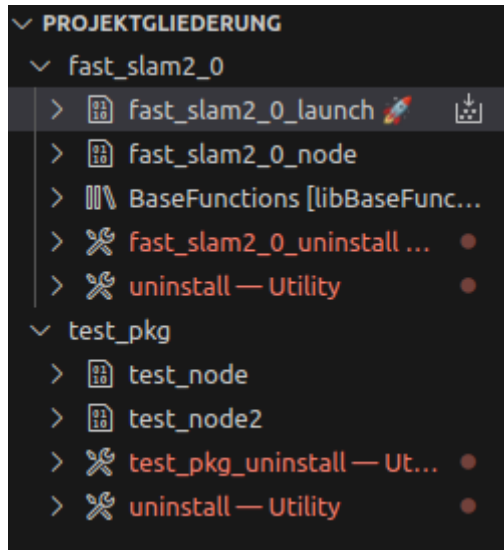 PROJEKTGLIEDERUNG
fast_slam2_0
fast_slam2_0_launch 🚀
fast_slam2_0_node
BaseFunctions [libBaseFunc...
fast_slam2_0_uninstall ...
uninstall — Utility
test_pkg
test_node
test_node2
test_pkg_uninstall — Ut...
uninstall — Utility